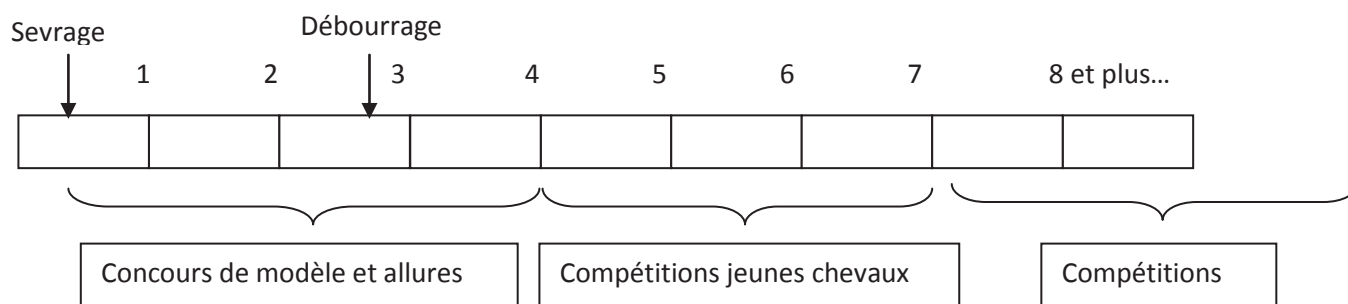 Débourrage
Sevrage
1 2 3 4 5 6 7 8 et plus…
Concours de modèle et allures Compétitions jeunes chevaux Compétitions